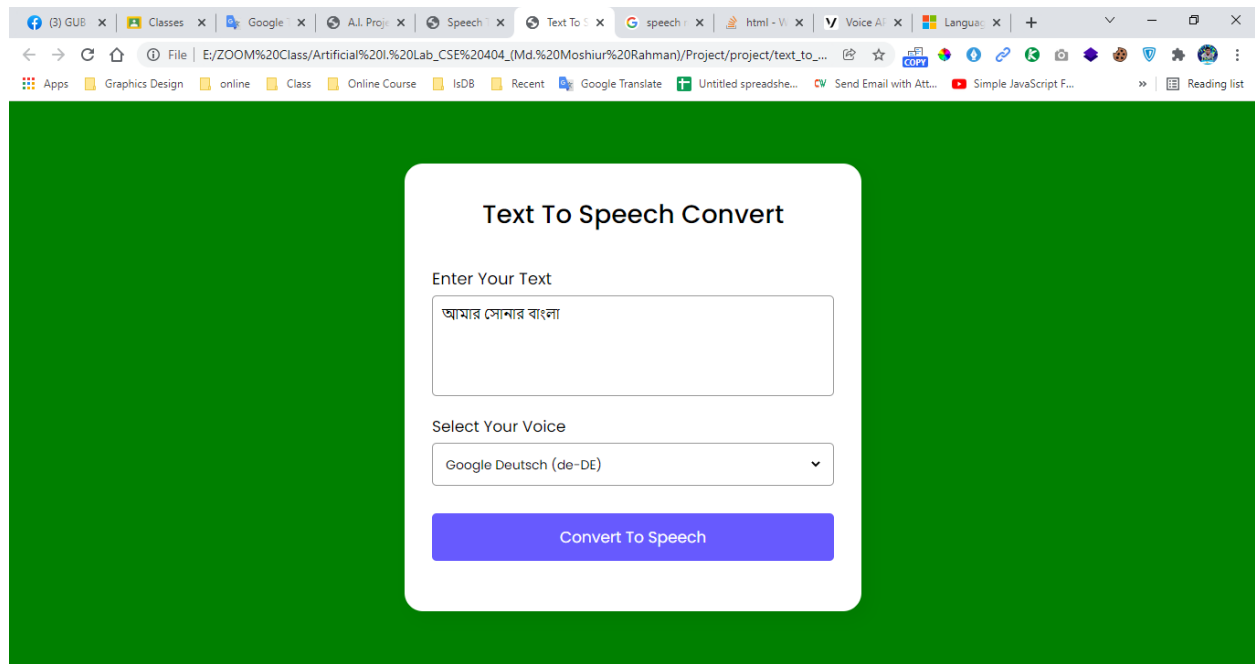 (3) GUB
Classes
Google
A.I. Proje
Speech
Text To S
speech r
html - W
Voice AP
Languag
File
E:/ZOOM%20Class/Artificial%20I.%20Lab_CSE%20404_(Md.%20Moshiur%20Rahman)/Project/project/text_to_...
COPY
Apps
Graphics Design
online
Class
Online Course
IsDB
Recent
Google Translate
Untitled spreadshe...
CW Send Email with Att...
Simple JavaScript F...
»
Reading list
Text To Speech Convert
Enter Your Text
আমার সোনার বাংলা
Select Your Voice
Google Deutsch (de-DE)
Convert To Speech